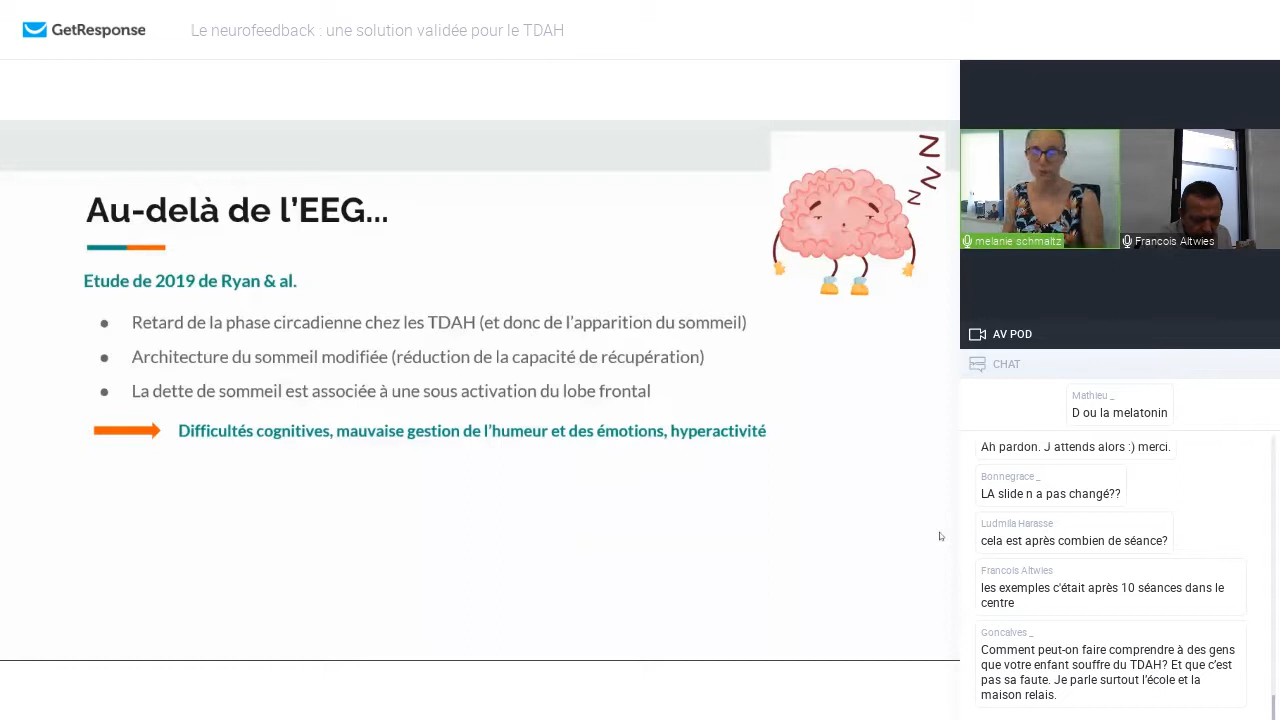 GetResponse
Le neurofeedback : une solution validée pour le TDAH
Au-delà de l'EEG...
Z
Z
Z
Etude de 2019 de Ryan & al.
● Retard de la phase circadienne chez les TDAH (et donc de l'apparition du sommeil)
● Architecture du sommeil modifiée (réduction de la capacité de récupération)
● La dette de sommeil est associée à une sous activation du lobe frontal
Difficultés cognitives, mauvaise gestion de l'humeur et des émotions, hyperactivité
melanie schmaltz
Francois Altwies
AV POD
CHAT
Mathieu _
D ou la melatonin
Ah pardon. J attends alors :) merci.
Bonnegrace _
LA slide n a pas changé??
Ludmila Harasse
cela est après combien de séance?
Francois Altwies
les exemples c'était après 10 séances dans le
centre
Goncalves _
Comment peut-on faire comprendre à des gens
que votre enfant souffre du TDAH? Et que c'est
pas sa faute. Je parle surtout l'école et la
maison relais.